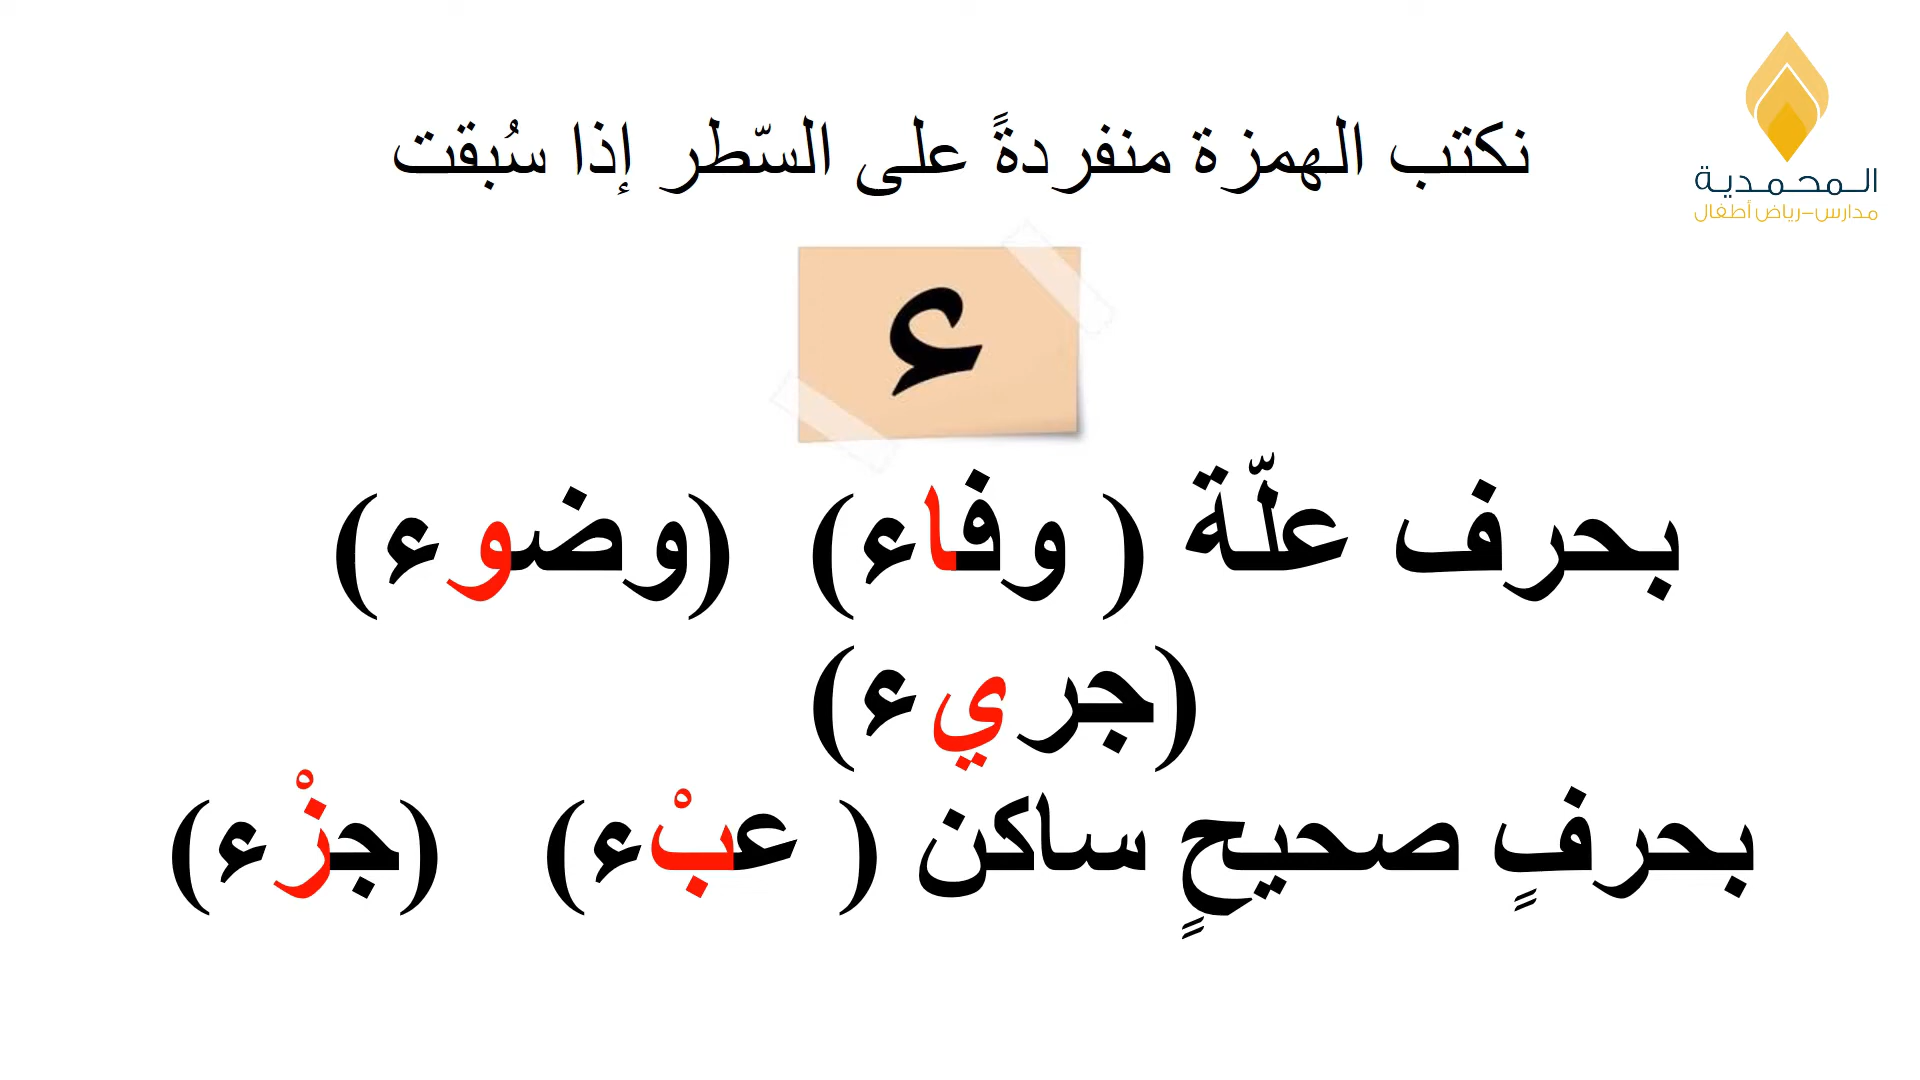 المحمدية
مدارس-رياض أطفال
نكتب الهمزة منفردةً على السّطر إذا سُبقت
ء
بحرف علّة ( وفاء) (وضوء)
(جريء)
بحرفٍ صحيحٍ ساكن ( عبْء) (جزْء)